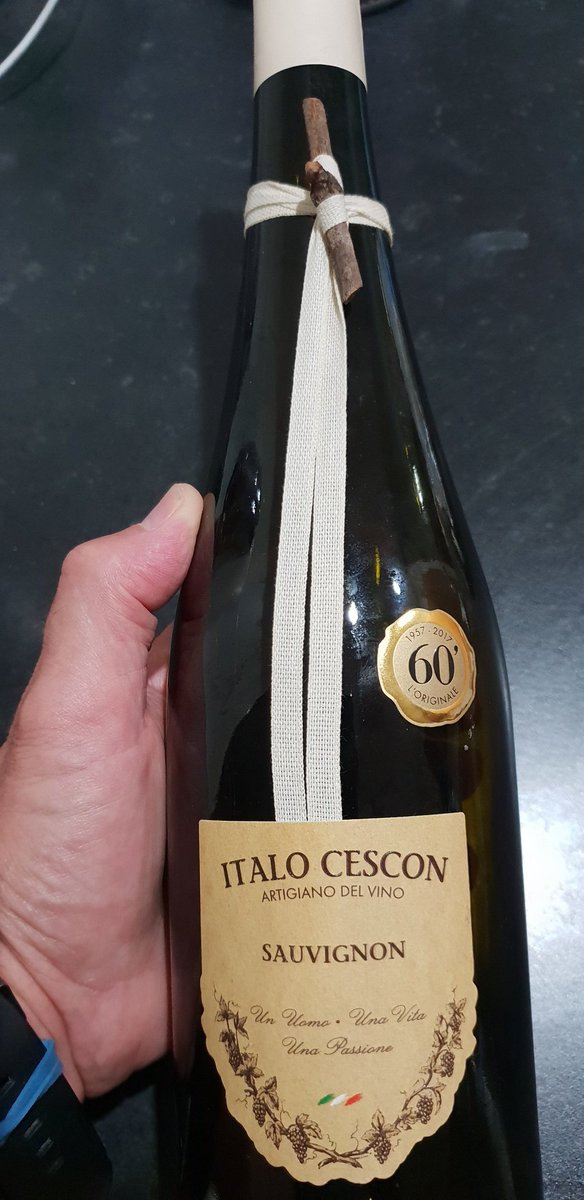 1957 · 2017
60'
L'ORIGINALE
ITALO CESCON
ARTIGIANO DEL VINO
SAUVIGNON
Un Uomo • Una Vita
Una Passione